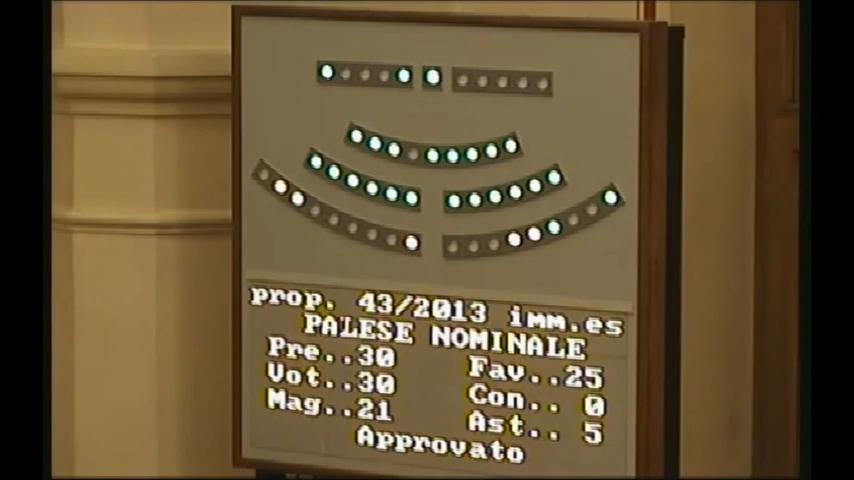 prop. 43/2013 imm.es
PALESE NOMINALE
Pre..30 Fav..25
Vot..30 Con.. 0
Mag..21 Ast.. 5
Approvato